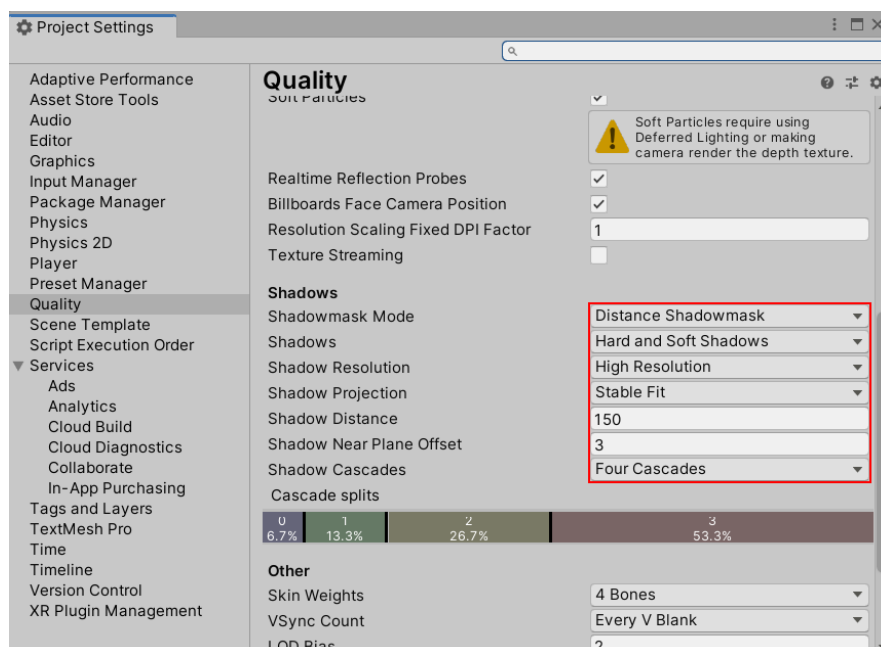 Project Settings
Adaptive Performance
Asset Store Tools
Audio
Editor
Graphics
Input Manager
Package Manager
Physics
Physics 2D
Player
Preset Manager
Quality
Scene Template
Script Execution Order
Services
Ads
Analytics
Cloud Build
Cloud Diagnostics
Collaborate
In-App Purchasing
Tags and Layers
TextMesh Pro
Time
Timeline
Version Control
XR Plugin Management
Quality
Soft Particles
Soft Particles require using
Deferred Lighting or making
camera render the depth texture.
Realtime Reflection Probes
Billboards Face Camera Position
Resolution Scaling Fixed DPI Factor 1
Texture Streaming
Shadows
Shadowmask Mode Distance Shadowmask
Shadows Hard and Soft Shadows
Shadow Resolution High Resolution
Shadow Projection Stable Fit
Shadow Distance 150
Shadow Near Plane Offset 3
Shadow Cascades Four Cascades
Cascade splits
0 1 2 3
6.7% 13.3% 26.7% 53.3%
Other
Skin Weights 4 Bones
VSync Count Every V Blank
LOD Bias 2